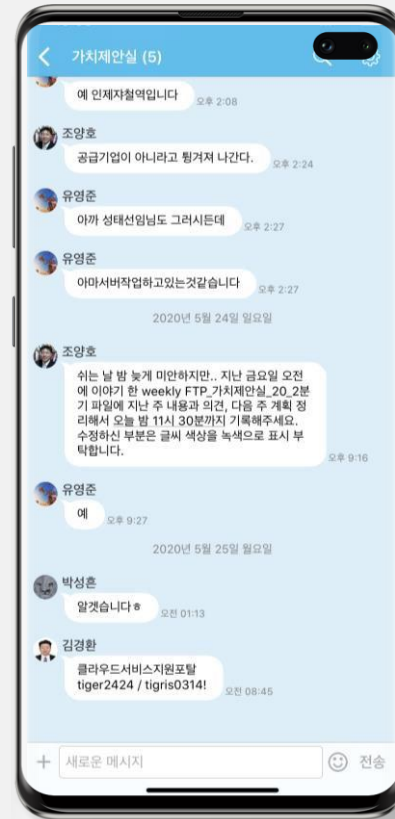 가치제안실 (5)
예 인제쟈철역입니다
오후 2:08
조양호
공급기업이 아니라고 튕겨져 나간다.
오후 2:24
유영준
아까 성태선임님도 그러시든데
오후 2:27
유영준
아마서버작업하고있는것같습니다
오후 2:27
2020년 5월 24일 일요일
조양호
쉬는 날 밤 늦게 미안하지만.. 지난 금요일 오전
에 이야기 한 weekly FTP_가치제안실_20_2분
기 파일에 지난 주 내용과 의견, 다음 주 계획 정
리해서 오늘 밤 11시 30분까지 기록해주세요.
수정하신 부분은 글씨 색상을 녹색으로 표시 부
탁합니다.
오후 9:16
유영준
예
오후 9:27
2020년 5월 25일 월요일
박성흔
알겟습니다ㅎ
오전 01:13
김경환
클라우드서비스지원포탈
tiger2424 / tigris0314!
오전 08:45
새로운 메시지
전송